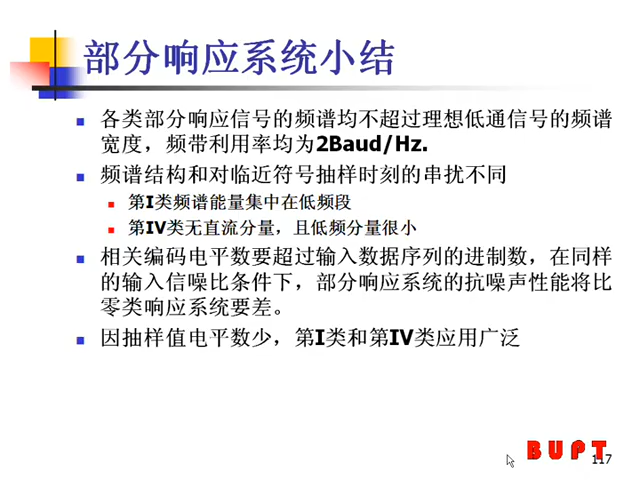 部分响应系统小结
各类部分响应信号的频谱均不超过理想低通信号的频谱
宽度，频带利用率均为2Baud/Hz.
频谱结构和对临近符号抽样时刻的串扰不同
第I类频谱能量集中在低频段
第IV类无直流分量，且低频分量很小
相关编码电平数要超过输入数据序列的进制数，在同样
的输入信噪比条件下，部分响应系统的抗噪声性能将比
零类响应系统要差。
因抽样值电平数少，第I类和第IV类应用广泛
BUPT
117